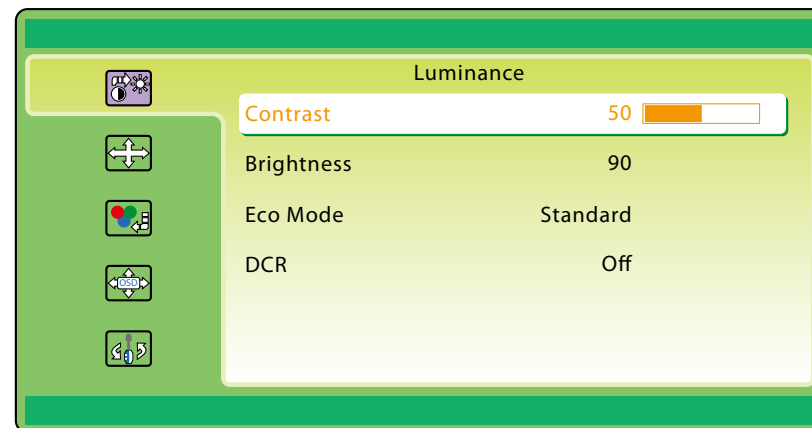 Luminance
Contrast 50
Brightness 90
Eco Mode Standard
DCR Off
OSD